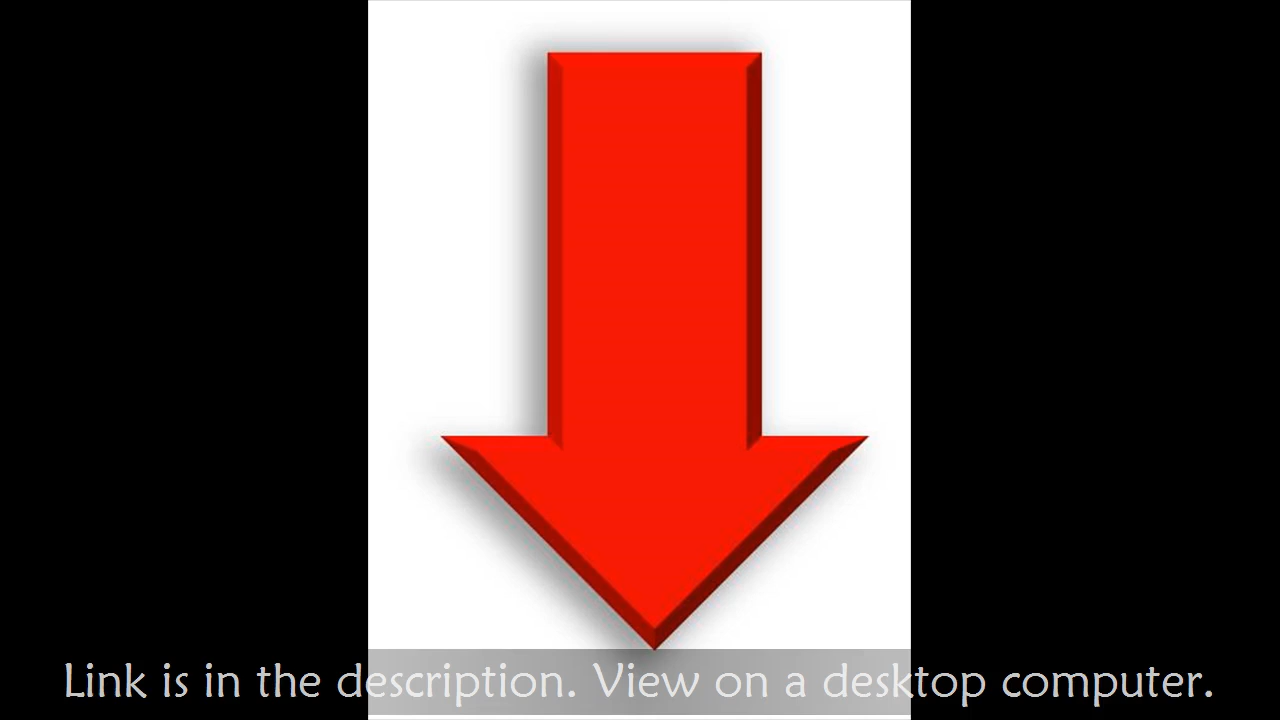 Link is in the description. View on a desktop computer.